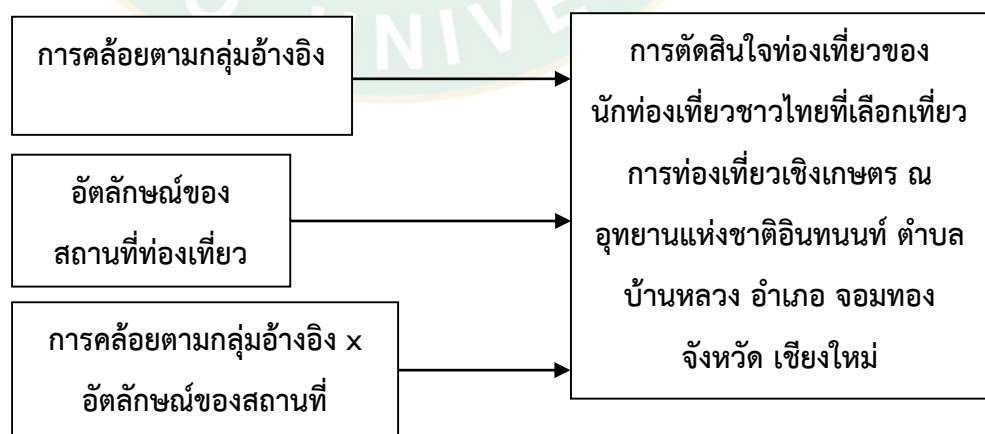 O UNIVE
การคล้อยตามกลุ่มอ้างอิง
อัตลักษณ์ของ
สถานที่ท่องเที่ยว
การคล้อยตามกลุ่มอ้างอิง x
อัตลักษณ์ของสถานที่
การตัดสินใจท่องเที่ยวของ
นักท่องเที่ยวชาวไทยที่เลือกเที่ยว
การท่องเที่ยวเชิงเกษตร ณ
อุทยานแห่งชาติอินทนนท์ ตำบล
บ้านหลวง อำเภอ จอมทอง
จังหวัด เชียงใหม่